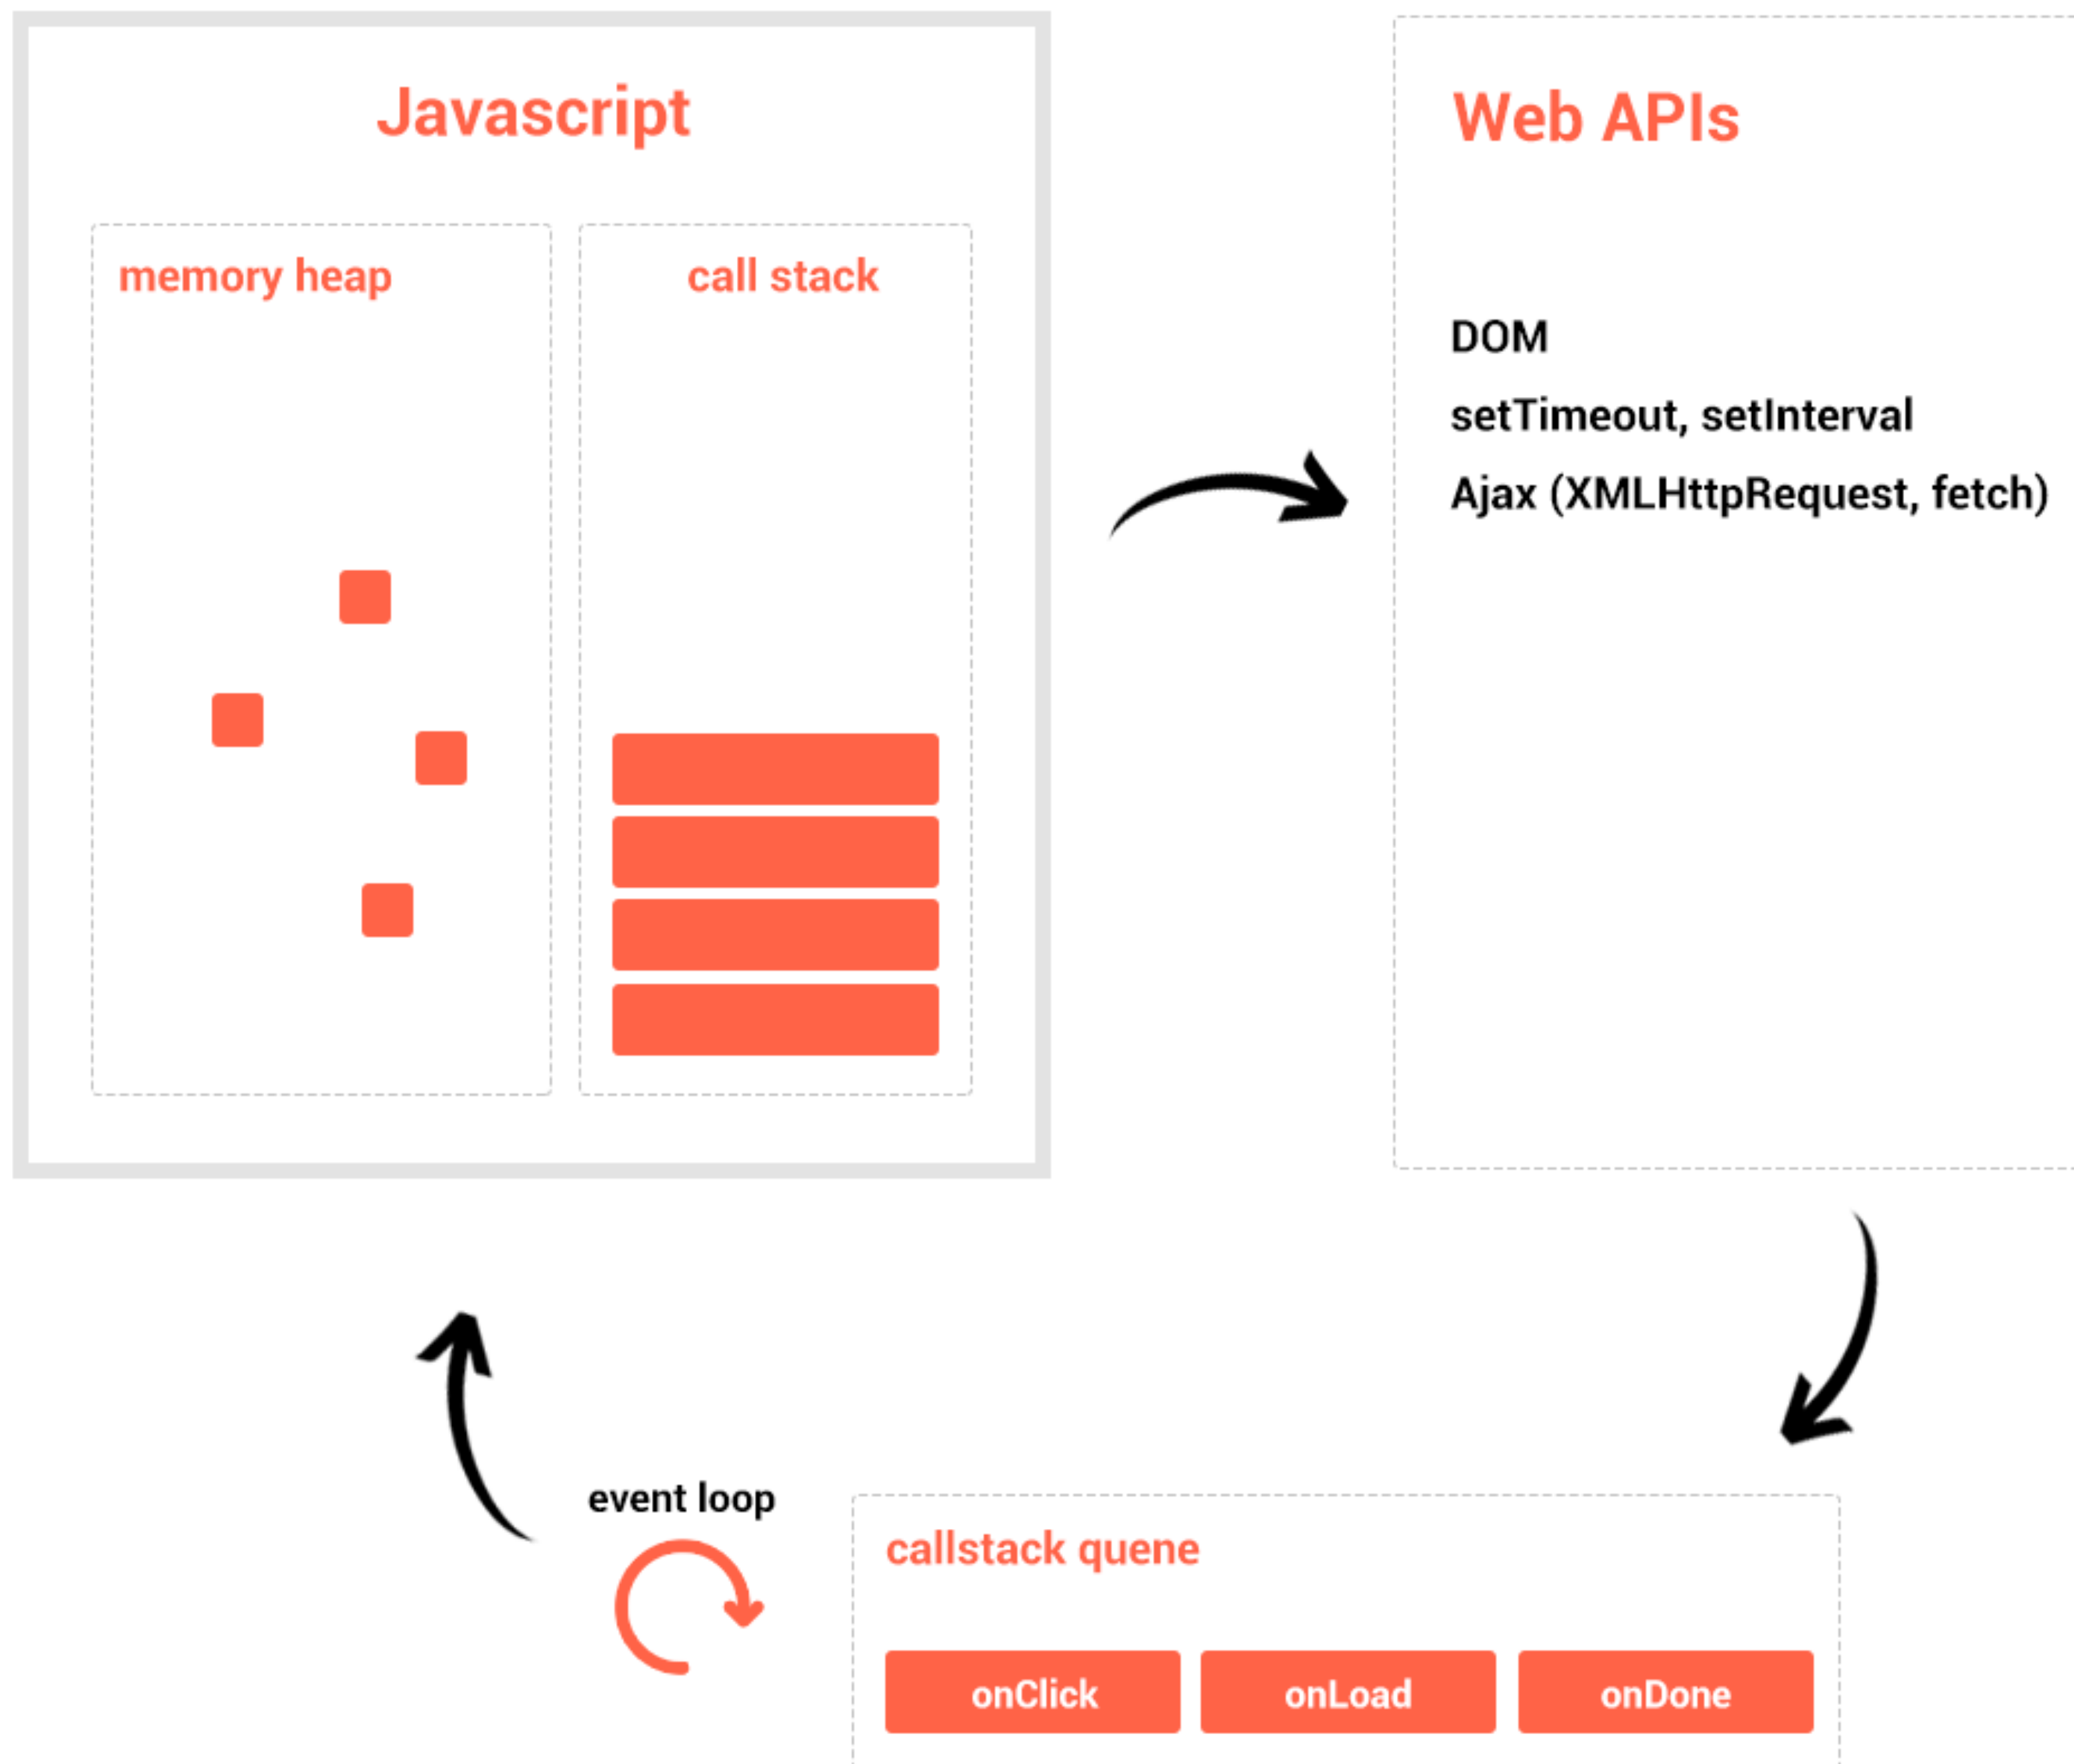 Javascript
memory heap
call stack
Web APIs
DOM
setTimeout, setInterval
Ajax (XMLHttpRequest, fetch)
event loop
callstack quene
onClick
onLoad
onDone